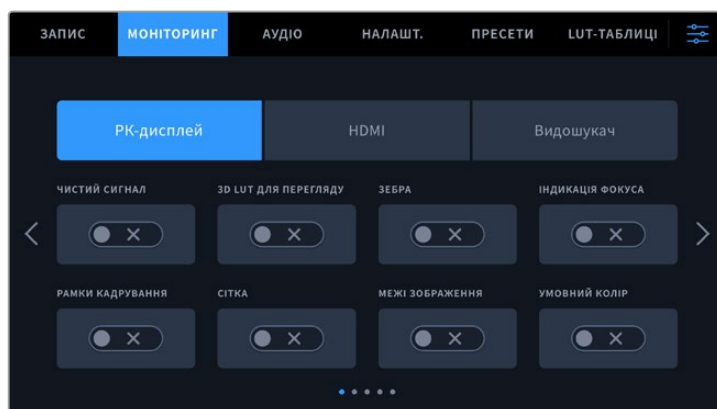 ЗАПИС МОНІТОРИНГ АУДІО НАЛАШТ. ПРЕСЕТИ LUT-ТАБЛИЦІ
РК-дисплей HDMI Видошукач
ЧИСТИЙ СИГНАЛ 3D LUT ДЛЯ ПЕРЕГЛЯДУ ЗЕБРА ІНДИКАЦІЯ ФОКУСА
РАМКИ КАДРУВАННЯ СІТКА МЕЖІ ЗОБРАЖЕННЯ УМОВНИЙ КОЛІР